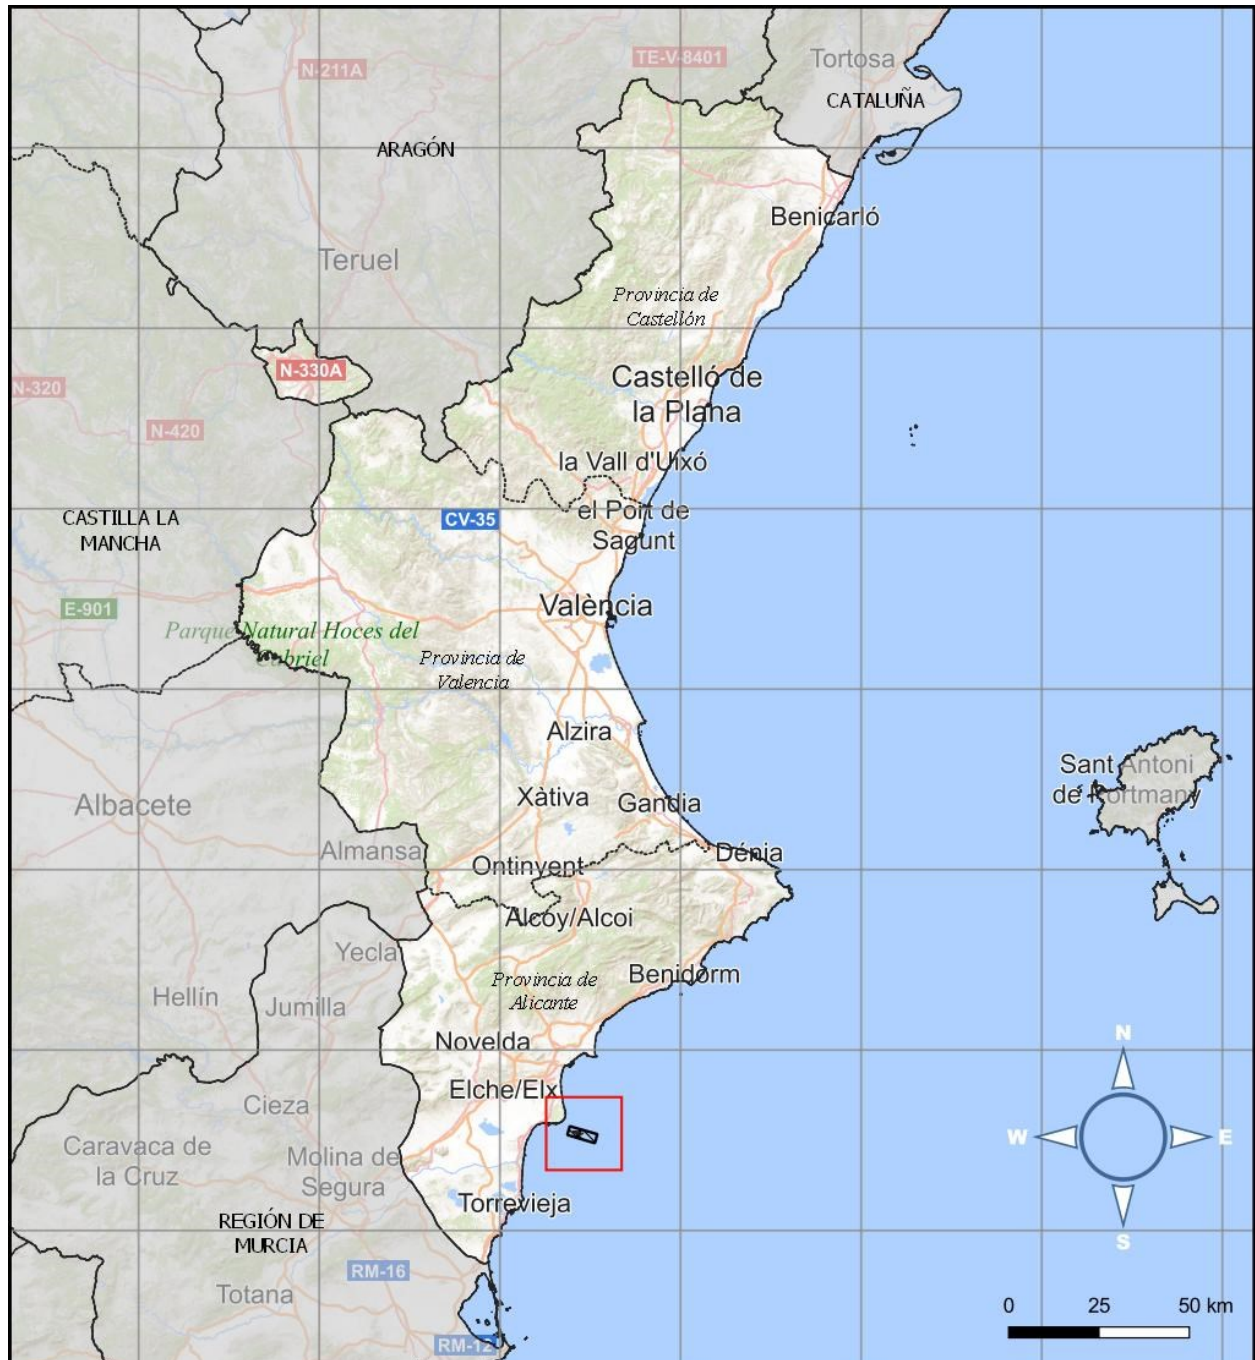 TE-V-8401
Tortosa
N-211A
CATALUÑA
ARAGÓN
Benicarló
Teruel
Provincia de
Castellón
N-330A
N-320
Castelló de
la Plana
N-420
la Vall d'Uixó
CASTILLA LA
MANCHA
CV-35
el Port de
Sagunt
E-901
València
Parque Natural Hoces del
Cabriel
Provincia de
Valencia
Alzira
Sant Antoni
de Portmany
Albacete
Xàtiva
Gandia
Almansa
Dénia
Ontinyent
Alcoy/Alcoi
Yecla
Benidorm
Provincia de
Alicante
Hellín
Jumilla
Novelda
N
Elche/Elx
Cieza
W
E
Caravaca de
la Cruz
Molina de
Segura
Torrevieja
REGIÓN DE
MURCIA
S
RM-16
Totana
0 25 50 km
RM-12